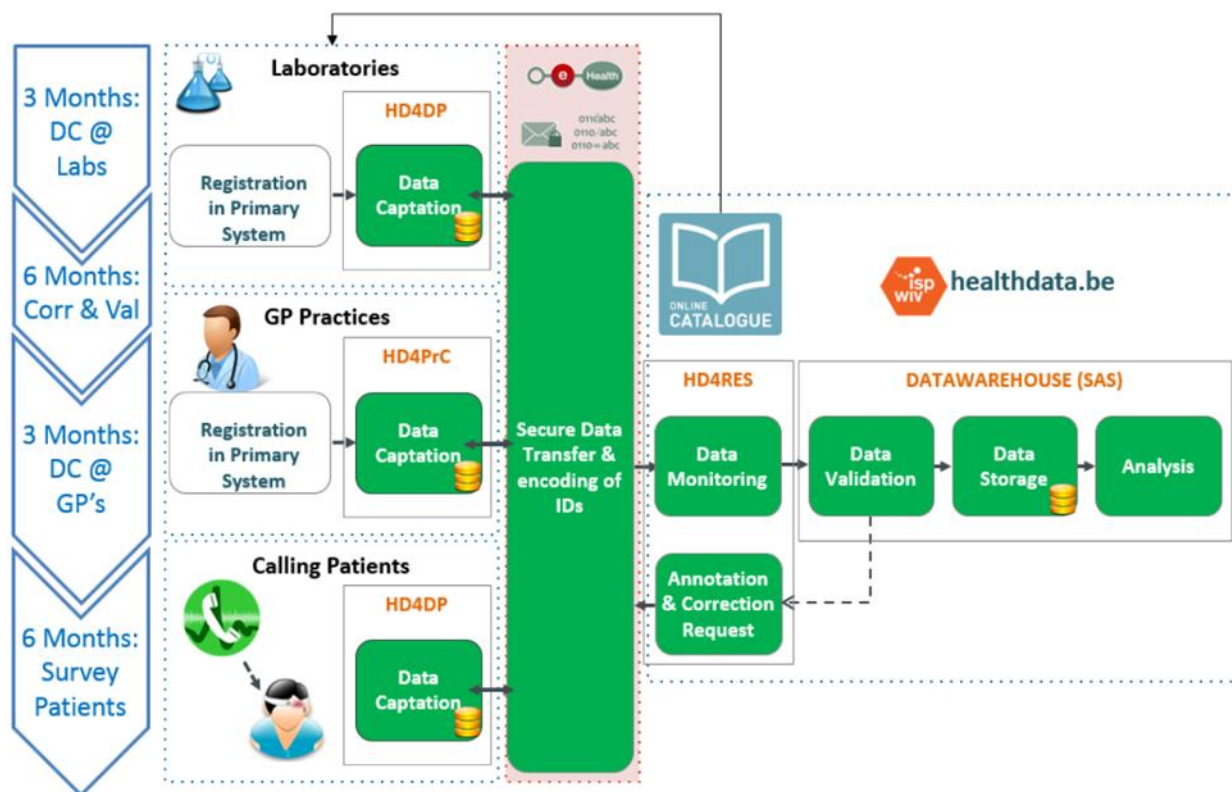 3 Months:
DC @
Labs
6 Months:
Corr & Val
3 Months:
DC @
GP's
6 Months:
Survey
Patients
Laboratories
HD4DP
Registration
in Primary
System
Data
Captation
GP Practices
HD4PrC
Registration
in Primary
System
Data
Captation
Calling Patients
HD4DP
Data
Captation
e Health
Secure Data
Transfer &
encoding of
IDs
ONLINE
CATALOGUE
isp
WIV
healthdata.be
HD4RES
Data
Monitoring
Annotation
& Correction
Request
DATAWAREHOUSE (SAS)
Data
Validation
Data
Storage
Analysis